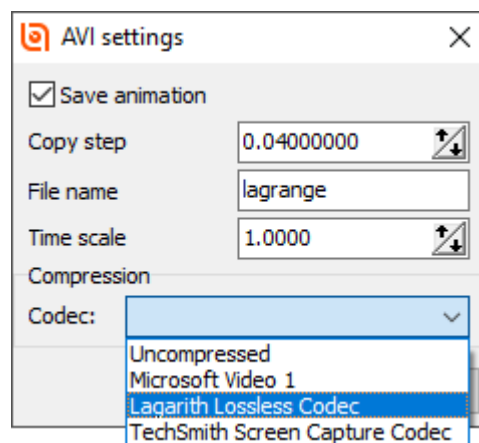 AVI settings
Save animation
Copy step 0.04000000
File name lagrange
Time scale 1.0000
Compression
Codec:
Uncompressed
Microsoft Video 1
Lagarith Lossless Codec
TechSmith Screen Capture Codec